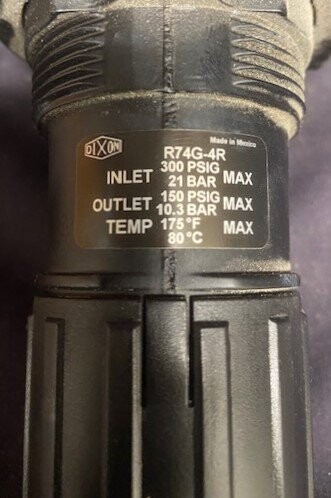 DIXON
Made in Mexico
R74G-4R
INLET 300 PSIG MAX
21 BAR
OUTLET 150 PSIG MAX
10.3 BAR
TEMP 175 °F MAX
80 °C